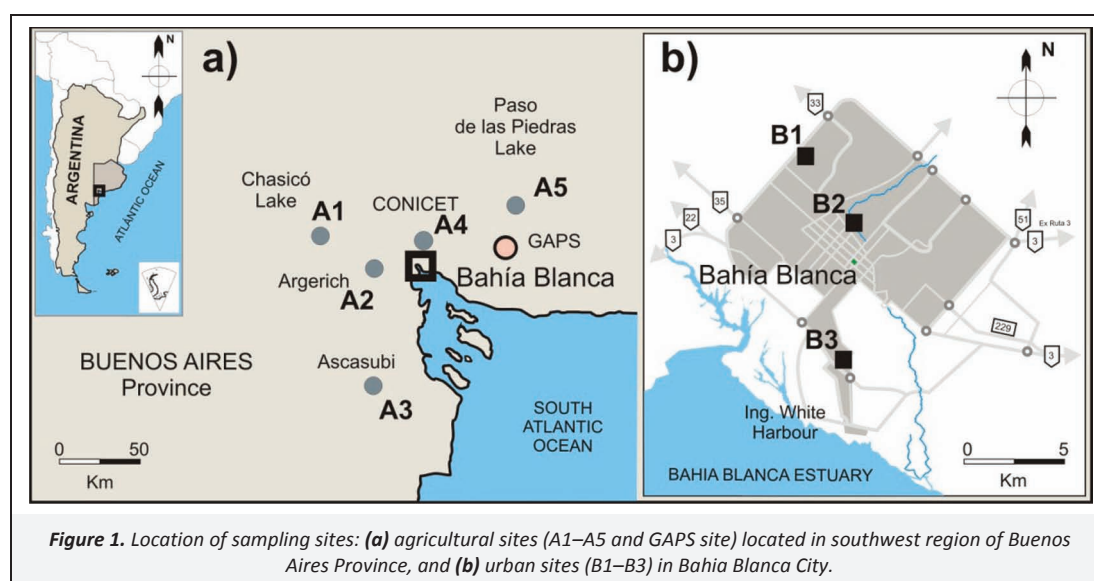 N
ARGENTINA
ATLÁNTIC OCEAN
a)
N
Paso
de las Piedras
Lake
Chasicó
Lake
A1
CONICET
A4
A5
GAPS
Argerich
A2
Bahía Blanca
BUENOS AIRES
Province
Ascasubi
A3
SOUTH
ATLANTIC
OCEAN
0 50
Km
b)
N
33
B1
35
22
3
B2
51
Ex Ruta 3
3
Bahía Blanca
229
3
B3
Ing. White
Harbour
BAHIA BLANCA ESTUARY
0 5
Km
Figure 1. Location of sampling sites: (a) agricultural sites (A1–A5 and GAPS site) located in southwest region of Buenos
Aires Province, and (b) urban sites (B1–B3) in Bahia Blanca City.